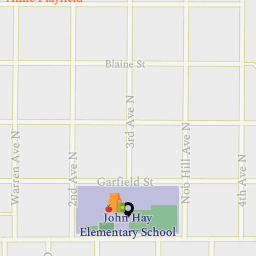 Playfield
Blaine St
Warren Ave N
2nd Ave N
3rd Ave N
Nob Hill Ave N
4th Ave N
Garfield St
John Hay
Elementary School